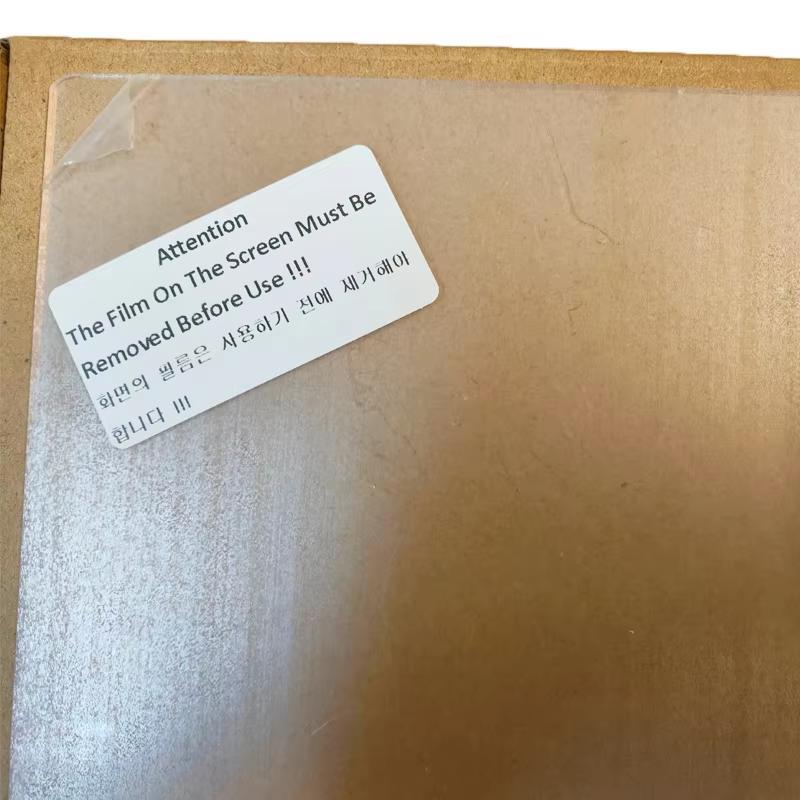 Attention
The Film On The Screen Must Be
Removed Before Use !!!
화면의 필름은 사용하기 전에 제거해야
합니다 !!!